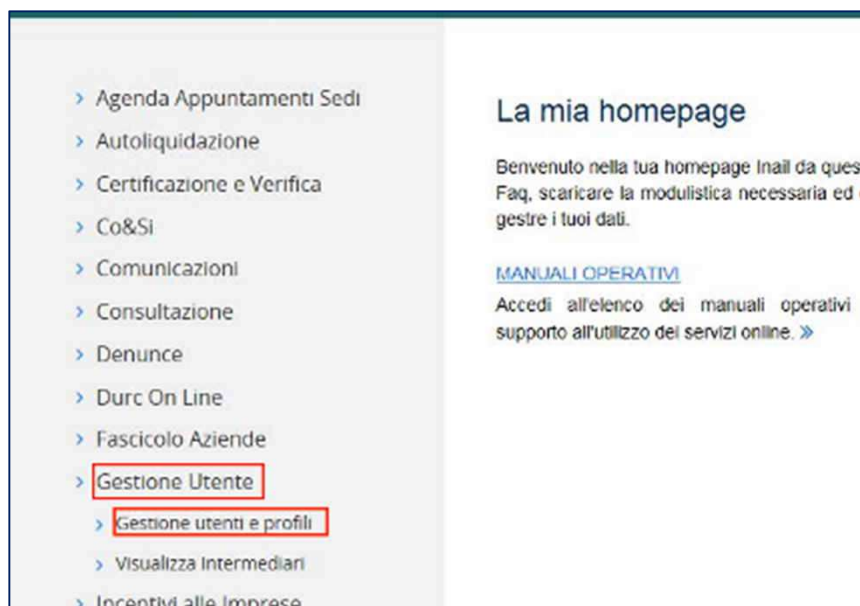 Agenda Appuntamenti Sedi
Autoliquidazione
Certificazione e Verifica
Co&Si
Comunicazioni
Consultazione
Denunce
Durc On Line
Fascicolo Aziende
Gestione Utente
Gestione utenti e profili
Visualizza Intermediari
Incentivi alle Imprese
La mia homepage
Benvenuto nella tua homepage Inail da ques
Faq, scaricare la modulistica necessaria ed
gestre i tuoi dati.
MANUALI OPERATIVI
Accedi all'elenco dei manuali operativi
supporto all'utilizzo dei servizi online. »